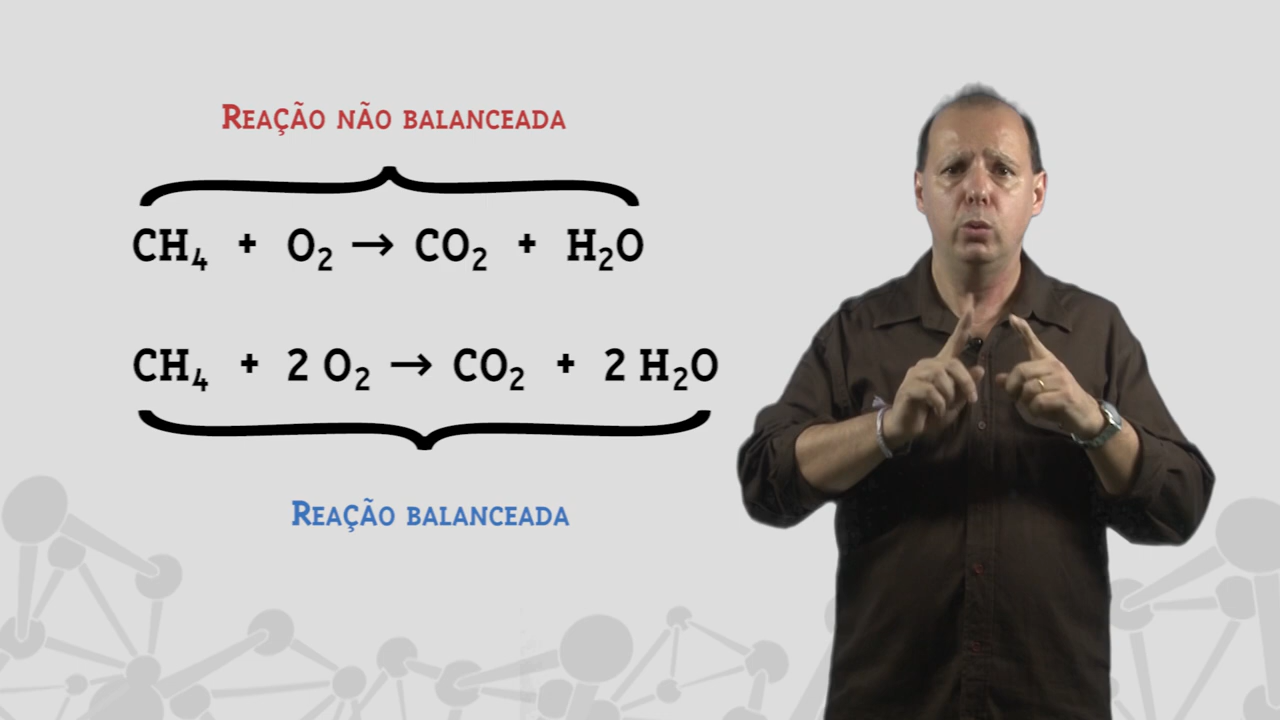 Reação não balanceada
CH₄ + O₂ → CO₂ + H₂O
CH₄ + 2 O₂ → CO₂ + 2 H₂O
Reação balanceada